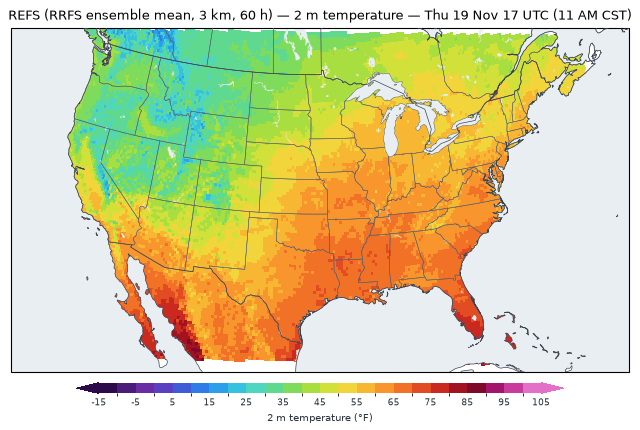 REFS (RRFS ensemble mean, 3 km, 60 h) — 2 m temperature — Thu 19 Nov 17 UTC (11 AM CST)
-15 -5 5 15 25 35 45 55 65 75 85 95 105
2 m temperature (°F)